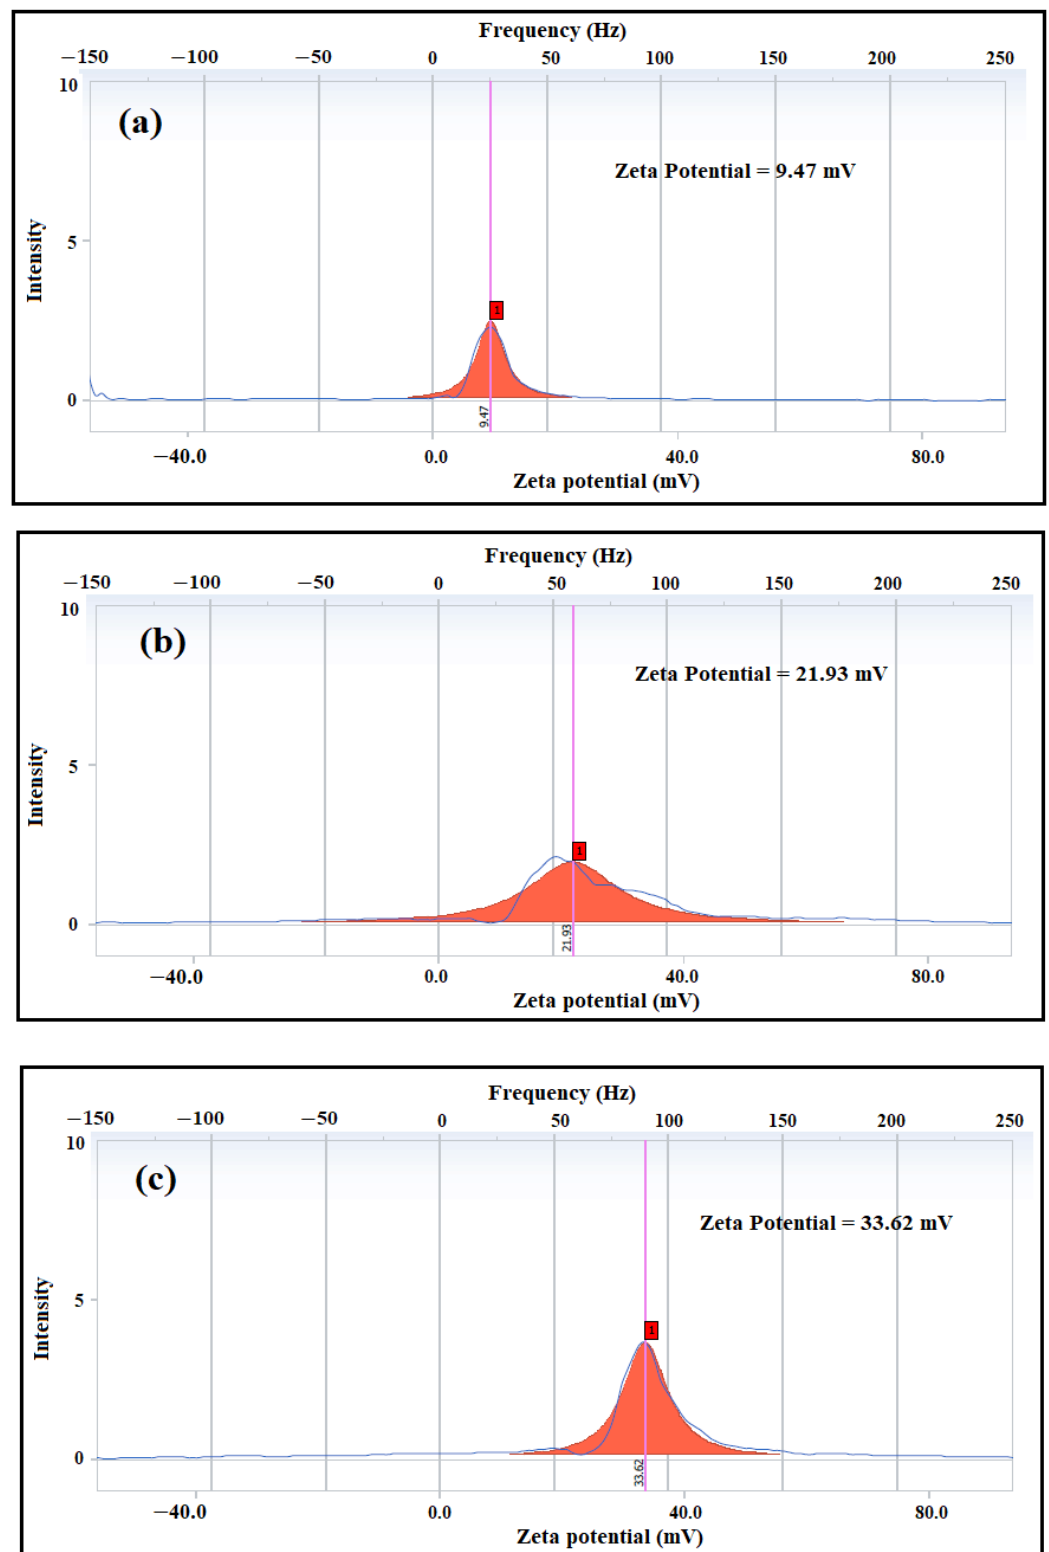 Frequency (Hz)
−150 −100 −50 0 50 100 150 200 250
10
(a)
Zeta Potential = 9.47 mV
Intensity
5
1
0
9.47
−40.0 0.0 40.0 80.0
Zeta potential (mV)
Frequency (Hz)
−150 −100 −50 0 50 100 150 200 250
10
(b)
Zeta Potential = 21.93 mV
Intensity
5
1
0
21.93
−40.0 0.0 40.0 80.0
Zeta potential (mV)
Frequency (Hz)
−150 −100 −50 0 50 100 150 200 250
10
(c)
Zeta Potential = 33.62 mV
Intensity
5
1
0
33.62
−40.0 0.0 40.0 80.0
Zeta potential (mV)